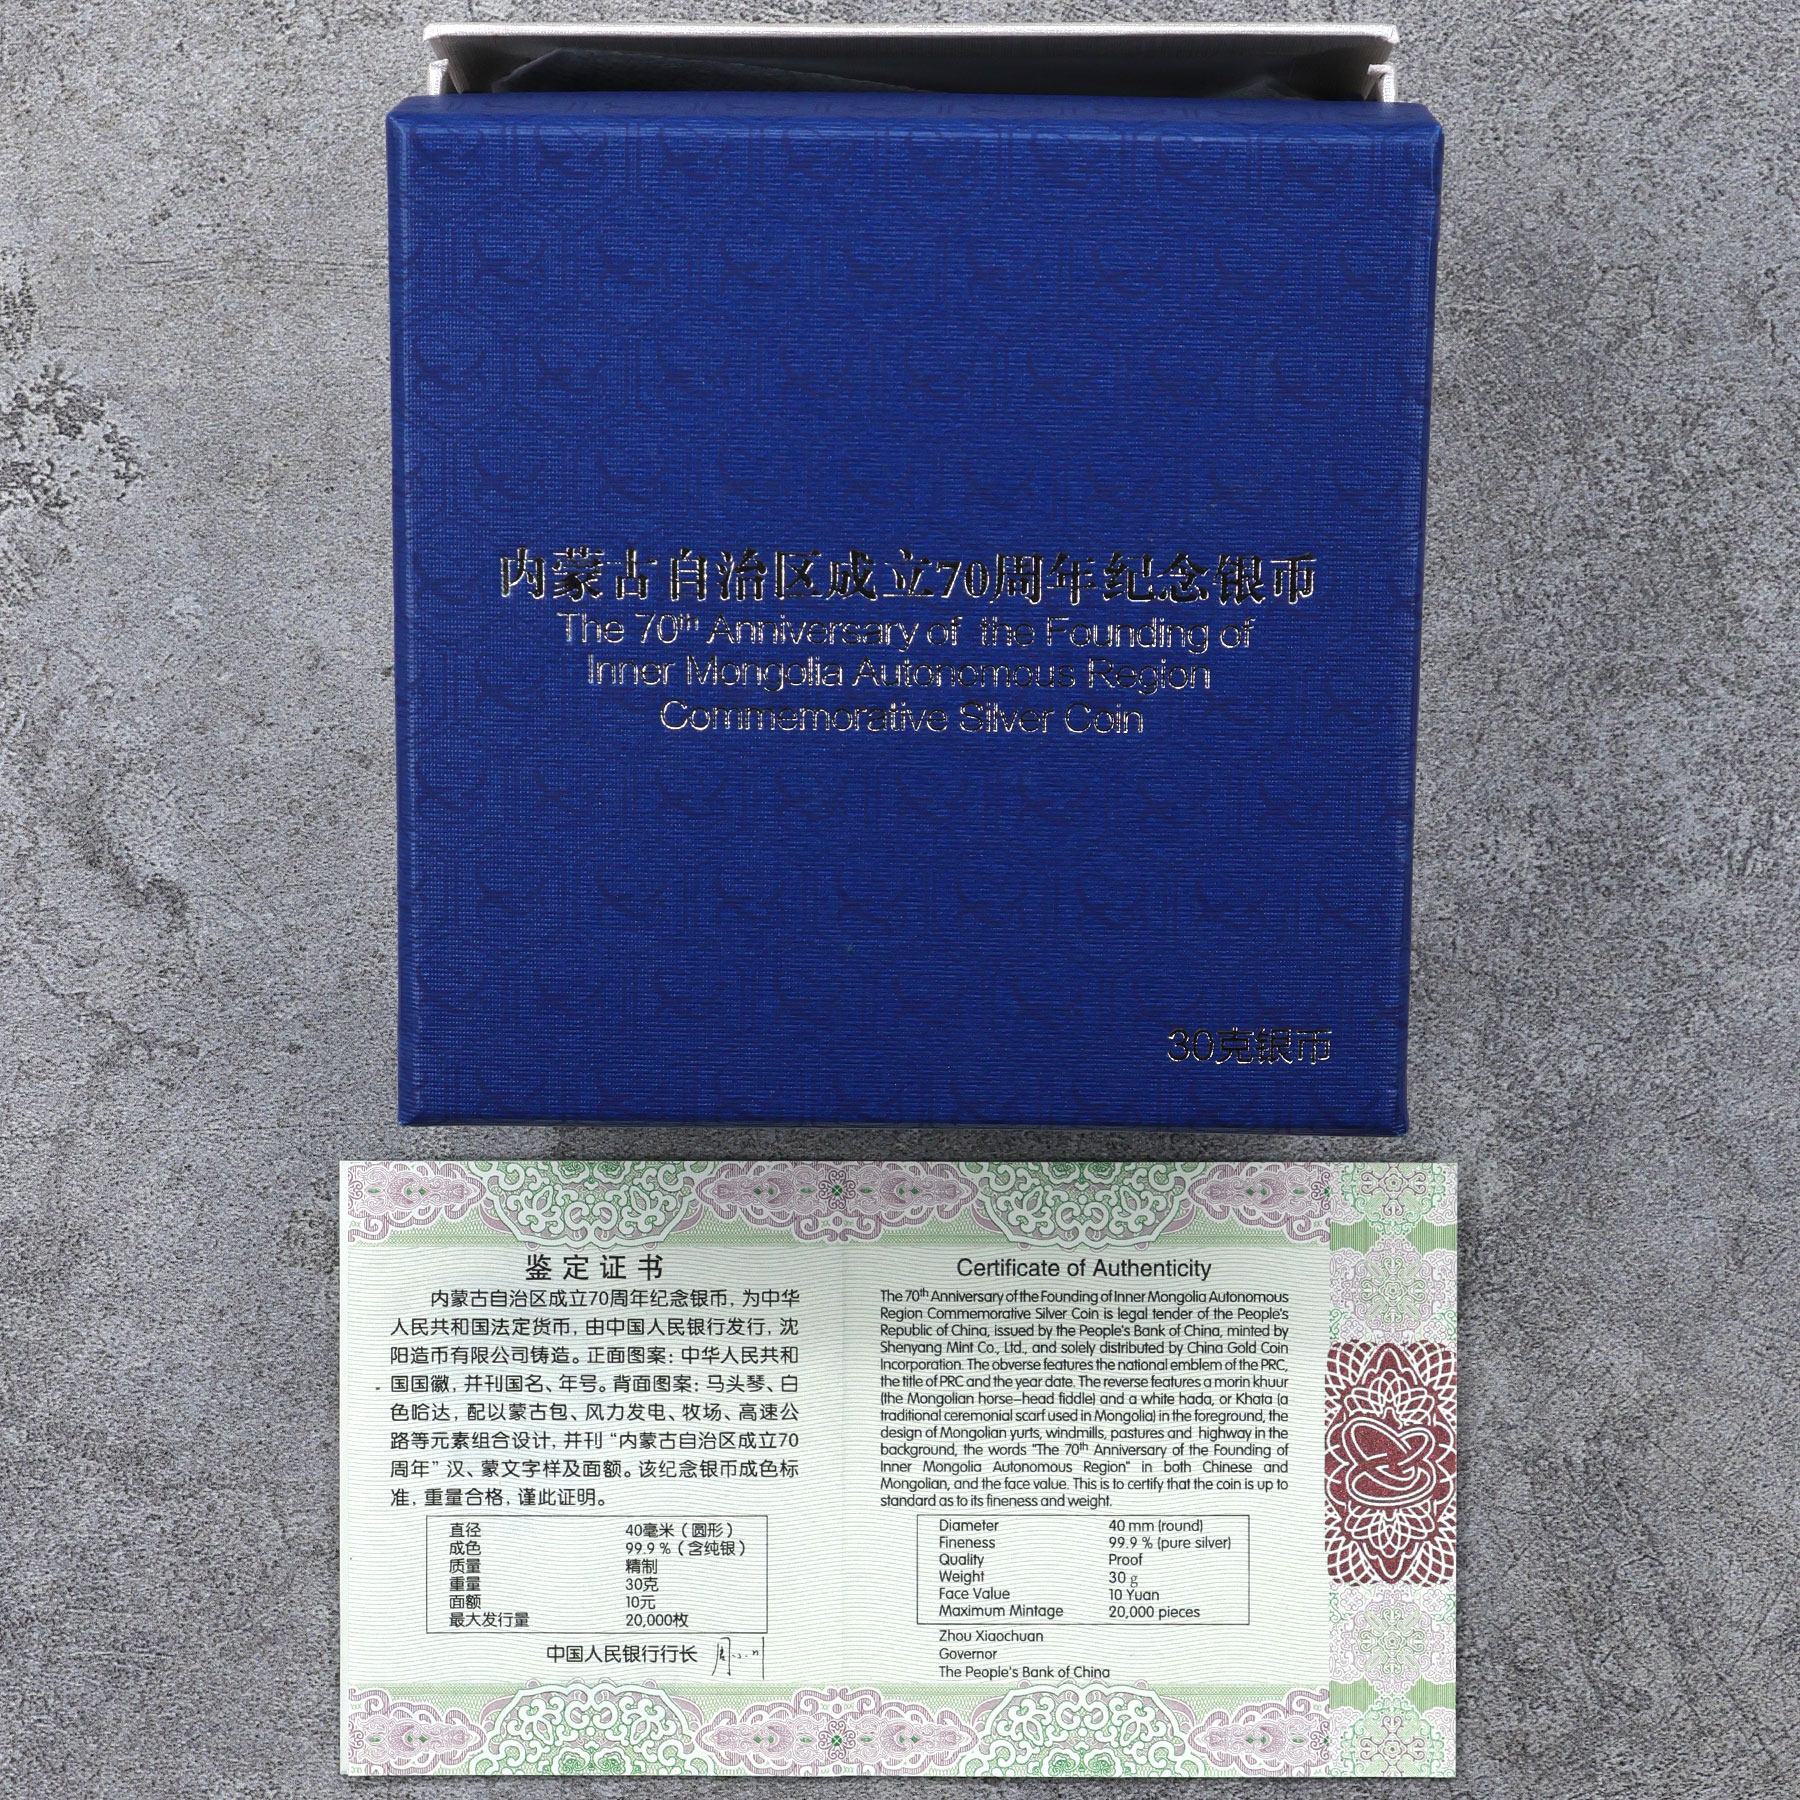 内蒙古自治区成立70周年纪念银币
The 70th Anniversary of the Founding of
Inner Mongolia Autonomous Region
Commemorative Silver Coin
30克银币
鉴定证书
内蒙古自治区成立70周年纪念银币，为中华
人民共和国法定货币，由中国人民银行发行，沈
阳造币有限公司铸造。正面图案：中华人民共和
国国徽，并刊国名、年号。背面图案：马头琴、白
色哈达，配以蒙古包、风力发电、牧场、高速公
路等元素组合设计，并刊“内蒙古自治区成立70
周年”汉、蒙文字样及面额。该纪念银币成色标
准，重量合格，谨此证明。
直径 40毫米（圆形）
成色 99.9％（含纯银）
质量 精制
重量 30克
面额 10元
最大发行量 20,000枚
中国人民银行行长 周小川
Certificate of Authenticity
The 70th Anniversary of the Founding of Inner Mongolia Autonomous
Region Commemorative Silver Coin is legal tender of the People's
Republic of China, issued by the People's Bank of China, minted by
Shenyang Mint Co., Ltd., and solely distributed by China Gold Coin
Incorporation. The obverse features the national emblem of the PRC,
the title of PRC and the year date. The reverse features a morin khuur
(the Mongolian horse-head fiddle) and a white hada, or Khata (a
traditional ceremonial scarf used in Mongolia) in the foreground, the
design of Mongolian yurts, windmills, pastures and highway in the
background, the words "The 70th Anniversary of the Founding of
Inner Mongolia Autonomous Region" in both Chinese and
Mongolian, and the face value. This is to certify that the coin is up to
standard as to its fineness and weight.
Diameter 40 mm (round)
Fineness 99.9 % (pure silver)
Quality Proof
Weight 30 g
Face Value 10 Yuan
Maximum Mintage 20,000 pieces
Zhou Xiaochuan
Governor
The People's Bank of China